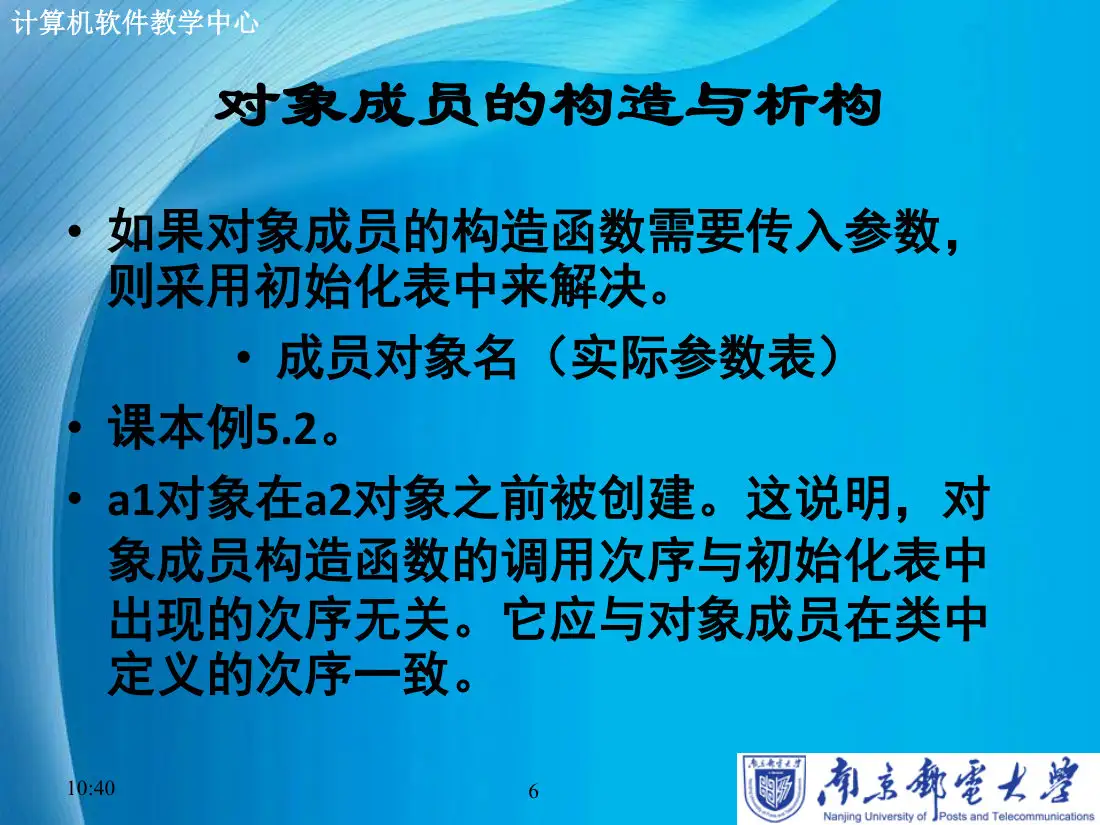 计算机软件教学中心
对象成员的构造与析构
• 如果对象成员的构造函数需要传入参数，
则采用初始化表中来解决。
• 成员对象名（实际参数表）
• 课本例5.2。
• a1对象在a2对象之前被创建。这说明，对
象成员构造函数的调用次序与初始化表中
出现的次序无关。它应与对象成员在类中
定义的次序一致。
10:40
6
南京邮电大学
Nanjing University of Posts and Telecommunications